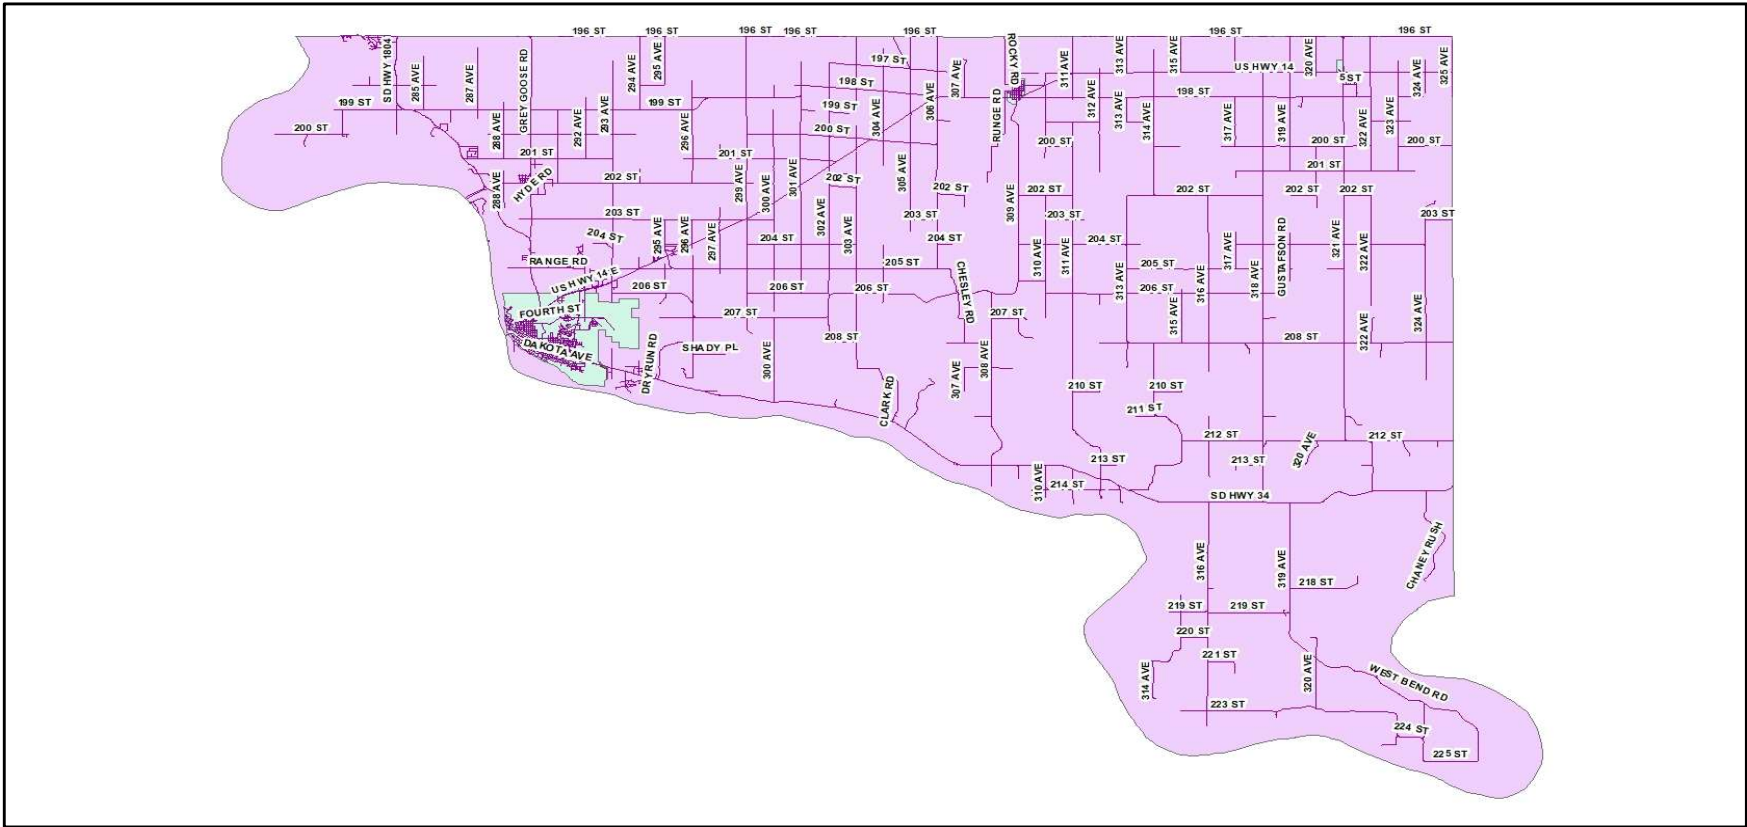 196 ST
196 ST
196 ST
196 ST
196 ST
196 ST
196 ST
SD HWY 1804
GREY GOOSE RD
295 AVE
ROCKY RD
313 AVE
315 AVE
320 AVE
325 AVE
285 AVE
287 AVE
294 AVE
197 ST
307 AVE
311 AVE
US HWY 14
5 ST
324 AVE
198 ST
198 ST
199 ST
199 ST
199 ST
293 AVE
292 AVE
288 AVE
296 AVE
304 AVE
306 AVE
RUNGE RD
312 AVE
313 AVE
314 AVE
317 AVE
319 AVE
322 AVE
323 AVE
200 ST
200 ST
200 ST
200 ST
200 ST
201 ST
201 ST
201 ST
HYDE RD
288 AVE
202 ST
299 AVE
300 AVE
301 AVE
202 ST
305 AVE
202 ST
202 ST
202 ST
202 ST
202 ST
203 ST
302 AVE
303 AVE
203 ST
309 AVE
203 ST
203 ST
204 ST
295 AVE
296 AVE
297 AVE
204 ST
204 ST
204 ST
310 AVE
311 AVE
317 AVE
GUSTAFSON RD
321 AVE
322 AVE
RANGE RD
205 ST
205 ST
US HWY 14 E
206 ST
206 ST
206 ST
CHESLEY RD
313 AVE
206 ST
316 AVE
318 AVE
FOURTH ST
207 ST
207 ST
315 AVE
324 AVE
322 AVE
DAKOTA AVE
DRY RUN RD
SHADY PL
300 AVE
208 ST
208 ST
308 AVE
307 AVE
CLARK RD
210 ST
210 ST
211 ST
212 ST
320 AVE
212 ST
213 ST
213 ST
310 AVE
214 ST
SD HWY 34
316 AVE
319 AVE
CHANEY RUSH
218 ST
219 ST
219 ST
220 ST
221 ST
314 AVE
320 AVE
WEST BEND RD
223 ST
224 ST
225 ST